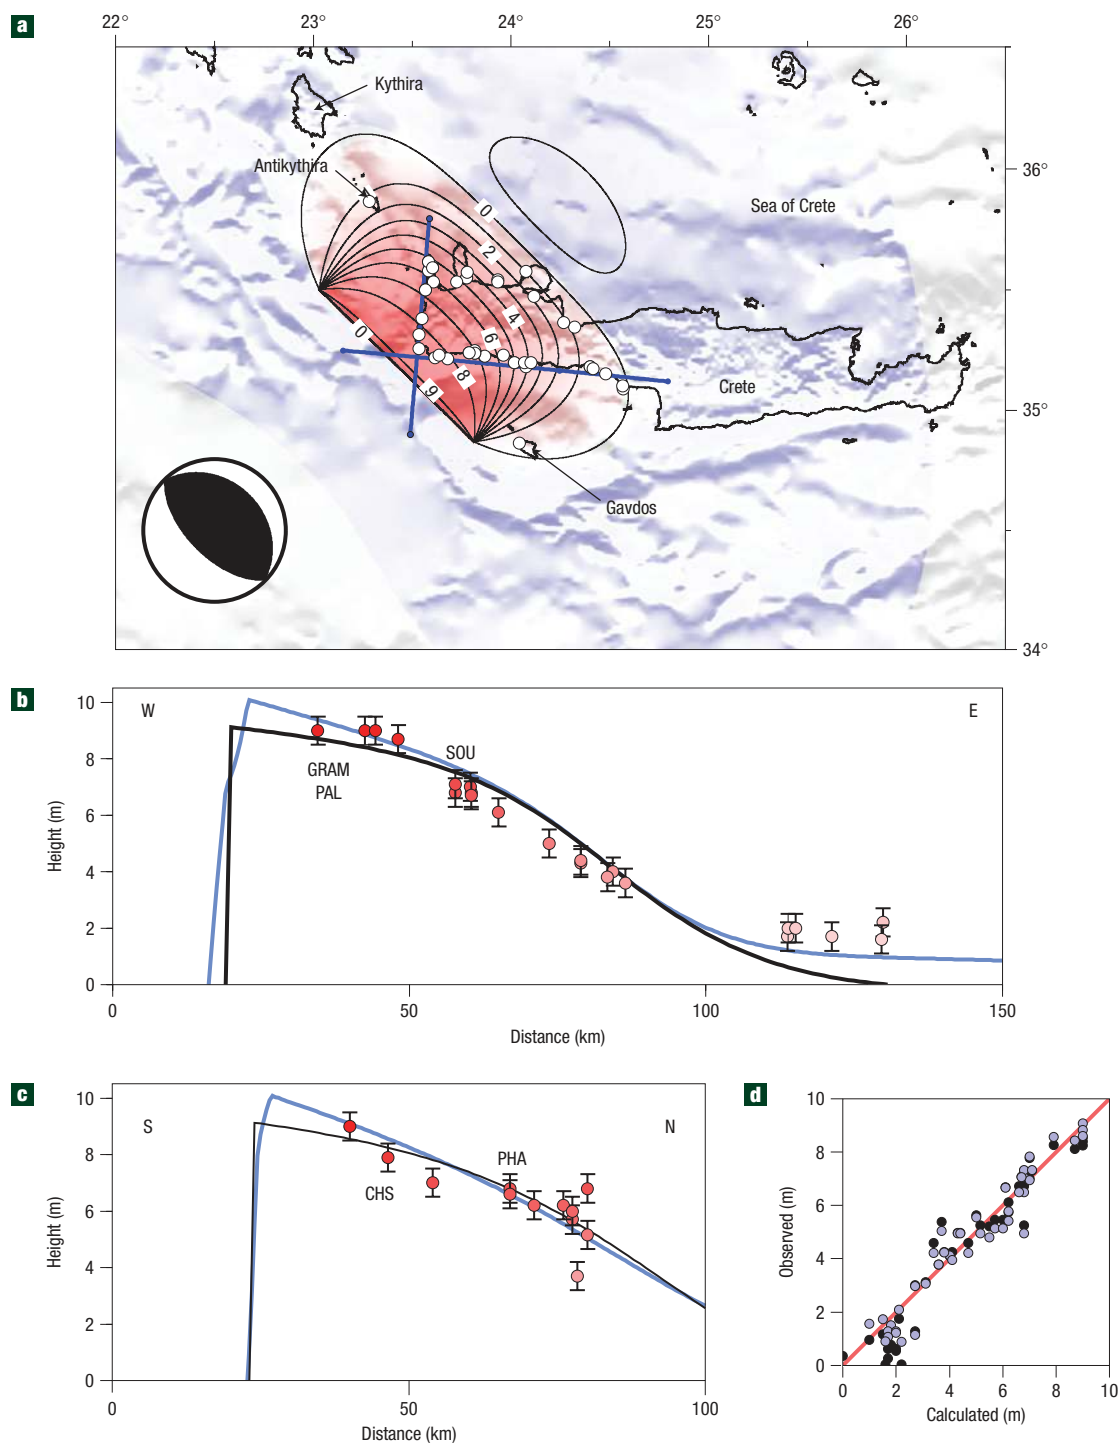 a
22° 23° 24° 25° 26°
Kythira
Antikythira
36°
Sea of Crete
0
2
4
0
6
8
9
Crete
35°
Gavdos
34°
b
10
8
6
4
2
0
Height (m)
W
E
GRAM
PAL
SOU
0 50 100 150
Distance (km)
c
10
8
6
4
2
0
Height (m)
S
N
CHS
PHA
0 50 100
Distance (km)
d
10
8
6
4
2
0
Observed (m)
0 2 4 6 8 10
Calculated (m)